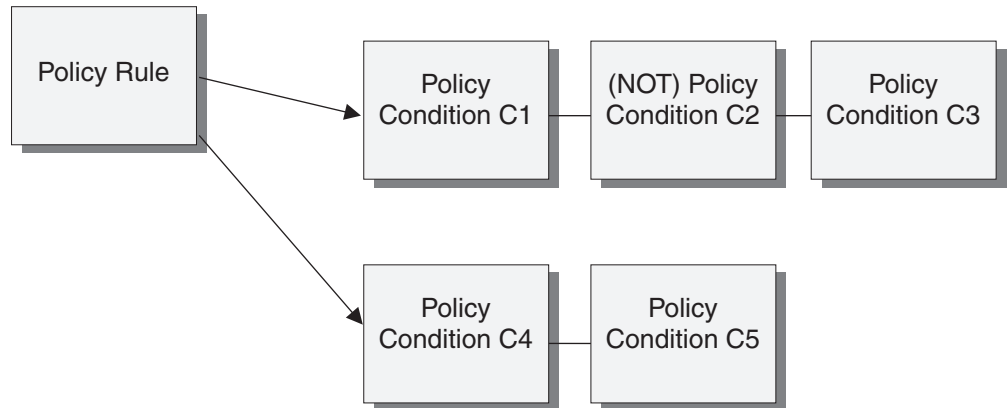 Policy Rule
Policy
Condition C1
(NOT) Policy
Condition C2
Policy
Condition C3
Policy
Condition C4
Policy
Condition C5